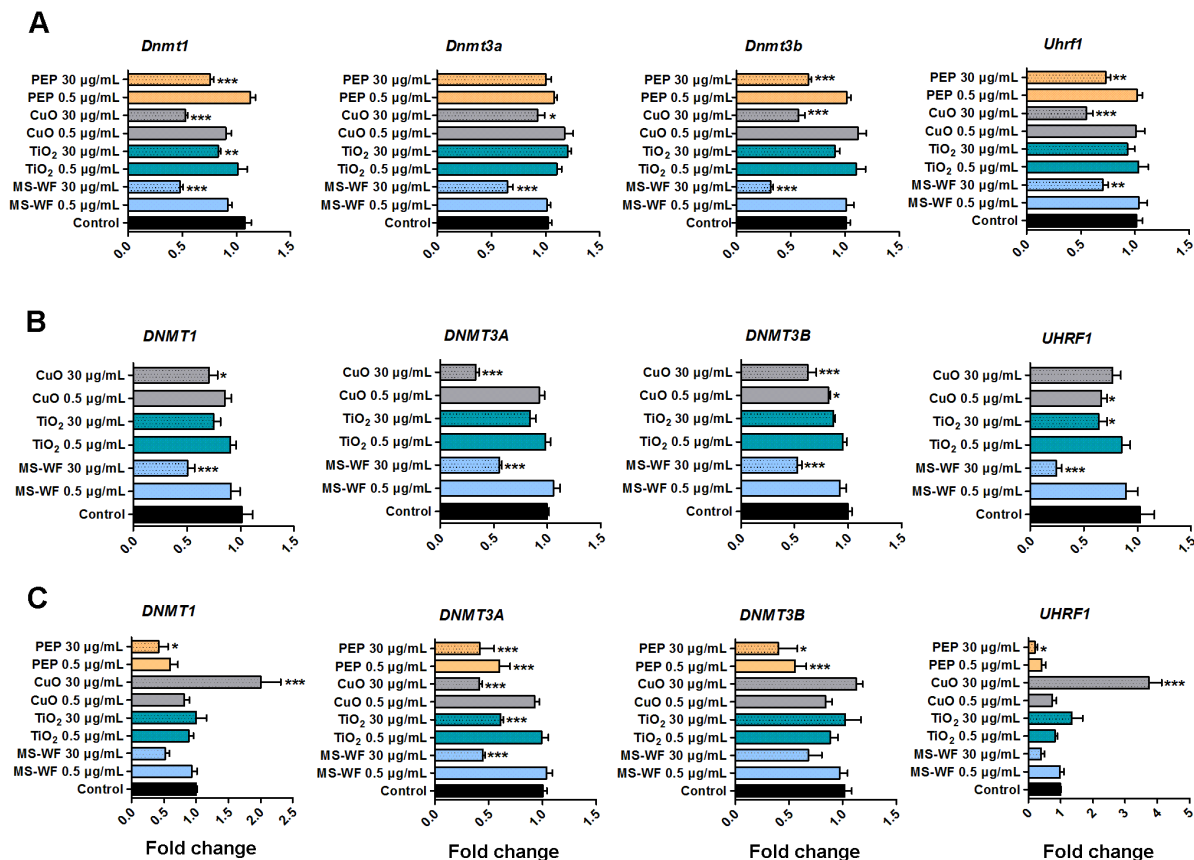 A
Dnmt1 Dnmt3a Dnmt3b Uhrf1
PEP 30 µg/mL *** PEP 30 µg/mL PEP 30 µg/mL *** PEP 30 µg/mL **
PEP 0.5 µg/mL PEP 0.5 µg/mL PEP 0.5 µg/mL PEP 0.5 µg/mL
CuO 30 µg/mL *** CuO 30 µg/mL * CuO 30 µg/mL *** CuO 30 µg/mL ***
CuO 0.5 µg/mL CuO 0.5 µg/mL CuO 0.5 µg/mL CuO 0.5 µg/mL
TiO2 30 µg/mL ** TiO2 30 µg/mL TiO2 30 µg/mL TiO2 30 µg/mL
TiO2 0.5 µg/mL TiO2 0.5 µg/mL TiO2 0.5 µg/mL TiO2 0.5 µg/mL
MS-WF 30 µg/mL *** MS-WF 30 µg/mL *** MS-WF 30 µg/mL *** MS-WF 30 µg/mL **
MS-WF 0.5 µg/mL MS-WF 0.5 µg/mL MS-WF 0.5 µg/mL MS-WF 0.5 µg/mL
Control Control Control Control
0.0 0.5 1.0 1.5 0.0 0.5 1.0 1.5 0.0 0.5 1.0 1.5 0.0 0.5 1.0 1.5
B
DNMT1 DNMT3A DNMT3B UHRF1
CuO 30 µg/mL * CuO 30 µg/mL *** CuO 30 µg/mL *** CuO 30 µg/mL
CuO 0.5 µg/mL CuO 0.5 µg/mL CuO 0.5 µg/mL * CuO 0.5 µg/mL *
TiO2 30 µg/mL TiO2 30 µg/mL TiO2 30 µg/mL TiO2 30 µg/mL *
TiO2 0.5 µg/mL TiO2 0.5 µg/mL TiO2 0.5 µg/mL TiO2 0.5 µg/mL
MS-WF 30 µg/mL *** MS-WF 30 µg/mL *** MS-WF 30 µg/mL *** MS-WF 30 µg/mL ***
MS-WF 0.5 µg/mL MS-WF 0.5 µg/mL MS-WF 0.5 µg/mL MS-WF 0.5 µg/mL
Control Control Control Control
0.0 0.5 1.0 1.5 0.0 0.5 1.0 1.5 0.0 0.5 1.0 1.5 0.0 0.5 1.0 1.5
C
DNMT1 DNMT3A DNMT3B UHRF1
PEP 30 µg/mL * PEP 30 µg/mL *** PEP 30 µg/mL * PEP 30 µg/mL *
PEP 0.5 µg/mL PEP 0.5 µg/mL *** PEP 0.5 µg/mL *** PEP 0.5 µg/mL
CuO 30 µg/mL *** CuO 30 µg/mL *** CuO 30 µg/mL CuO 30 µg/mL ***
CuO 0.5 µg/mL CuO 0.5 µg/mL CuO 0.5 µg/mL CuO 0.5 µg/mL
TiO2 30 µg/mL TiO2 30 µg/mL *** TiO2 30 µg/mL TiO2 30 µg/mL
TiO2 0.5 µg/mL TiO2 0.5 µg/mL TiO2 0.5 µg/mL TiO2 0.5 µg/mL
MS-WF 30 µg/mL MS-WF 30 µg/mL *** MS-WF 30 µg/mL MS-WF 30 µg/mL
MS-WF 0.5 µg/mL MS-WF 0.5 µg/mL MS-WF 0.5 µg/mL MS-WF 0.5 µg/mL
Control Control Control Control
0.0 0.5 1.0 1.5 2.0 2.5 0.0 0.5 1.0 1.5 0.0 0.5 1.0 1.5 0 1 2 3 4 5
Fold change Fold change Fold change Fold change